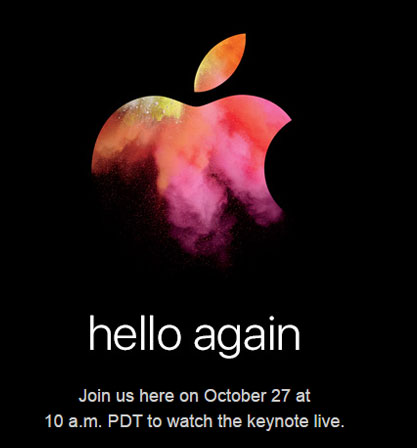 hello again
Join us here on October 27 at
10 a.m. PDT to watch the keynote live.